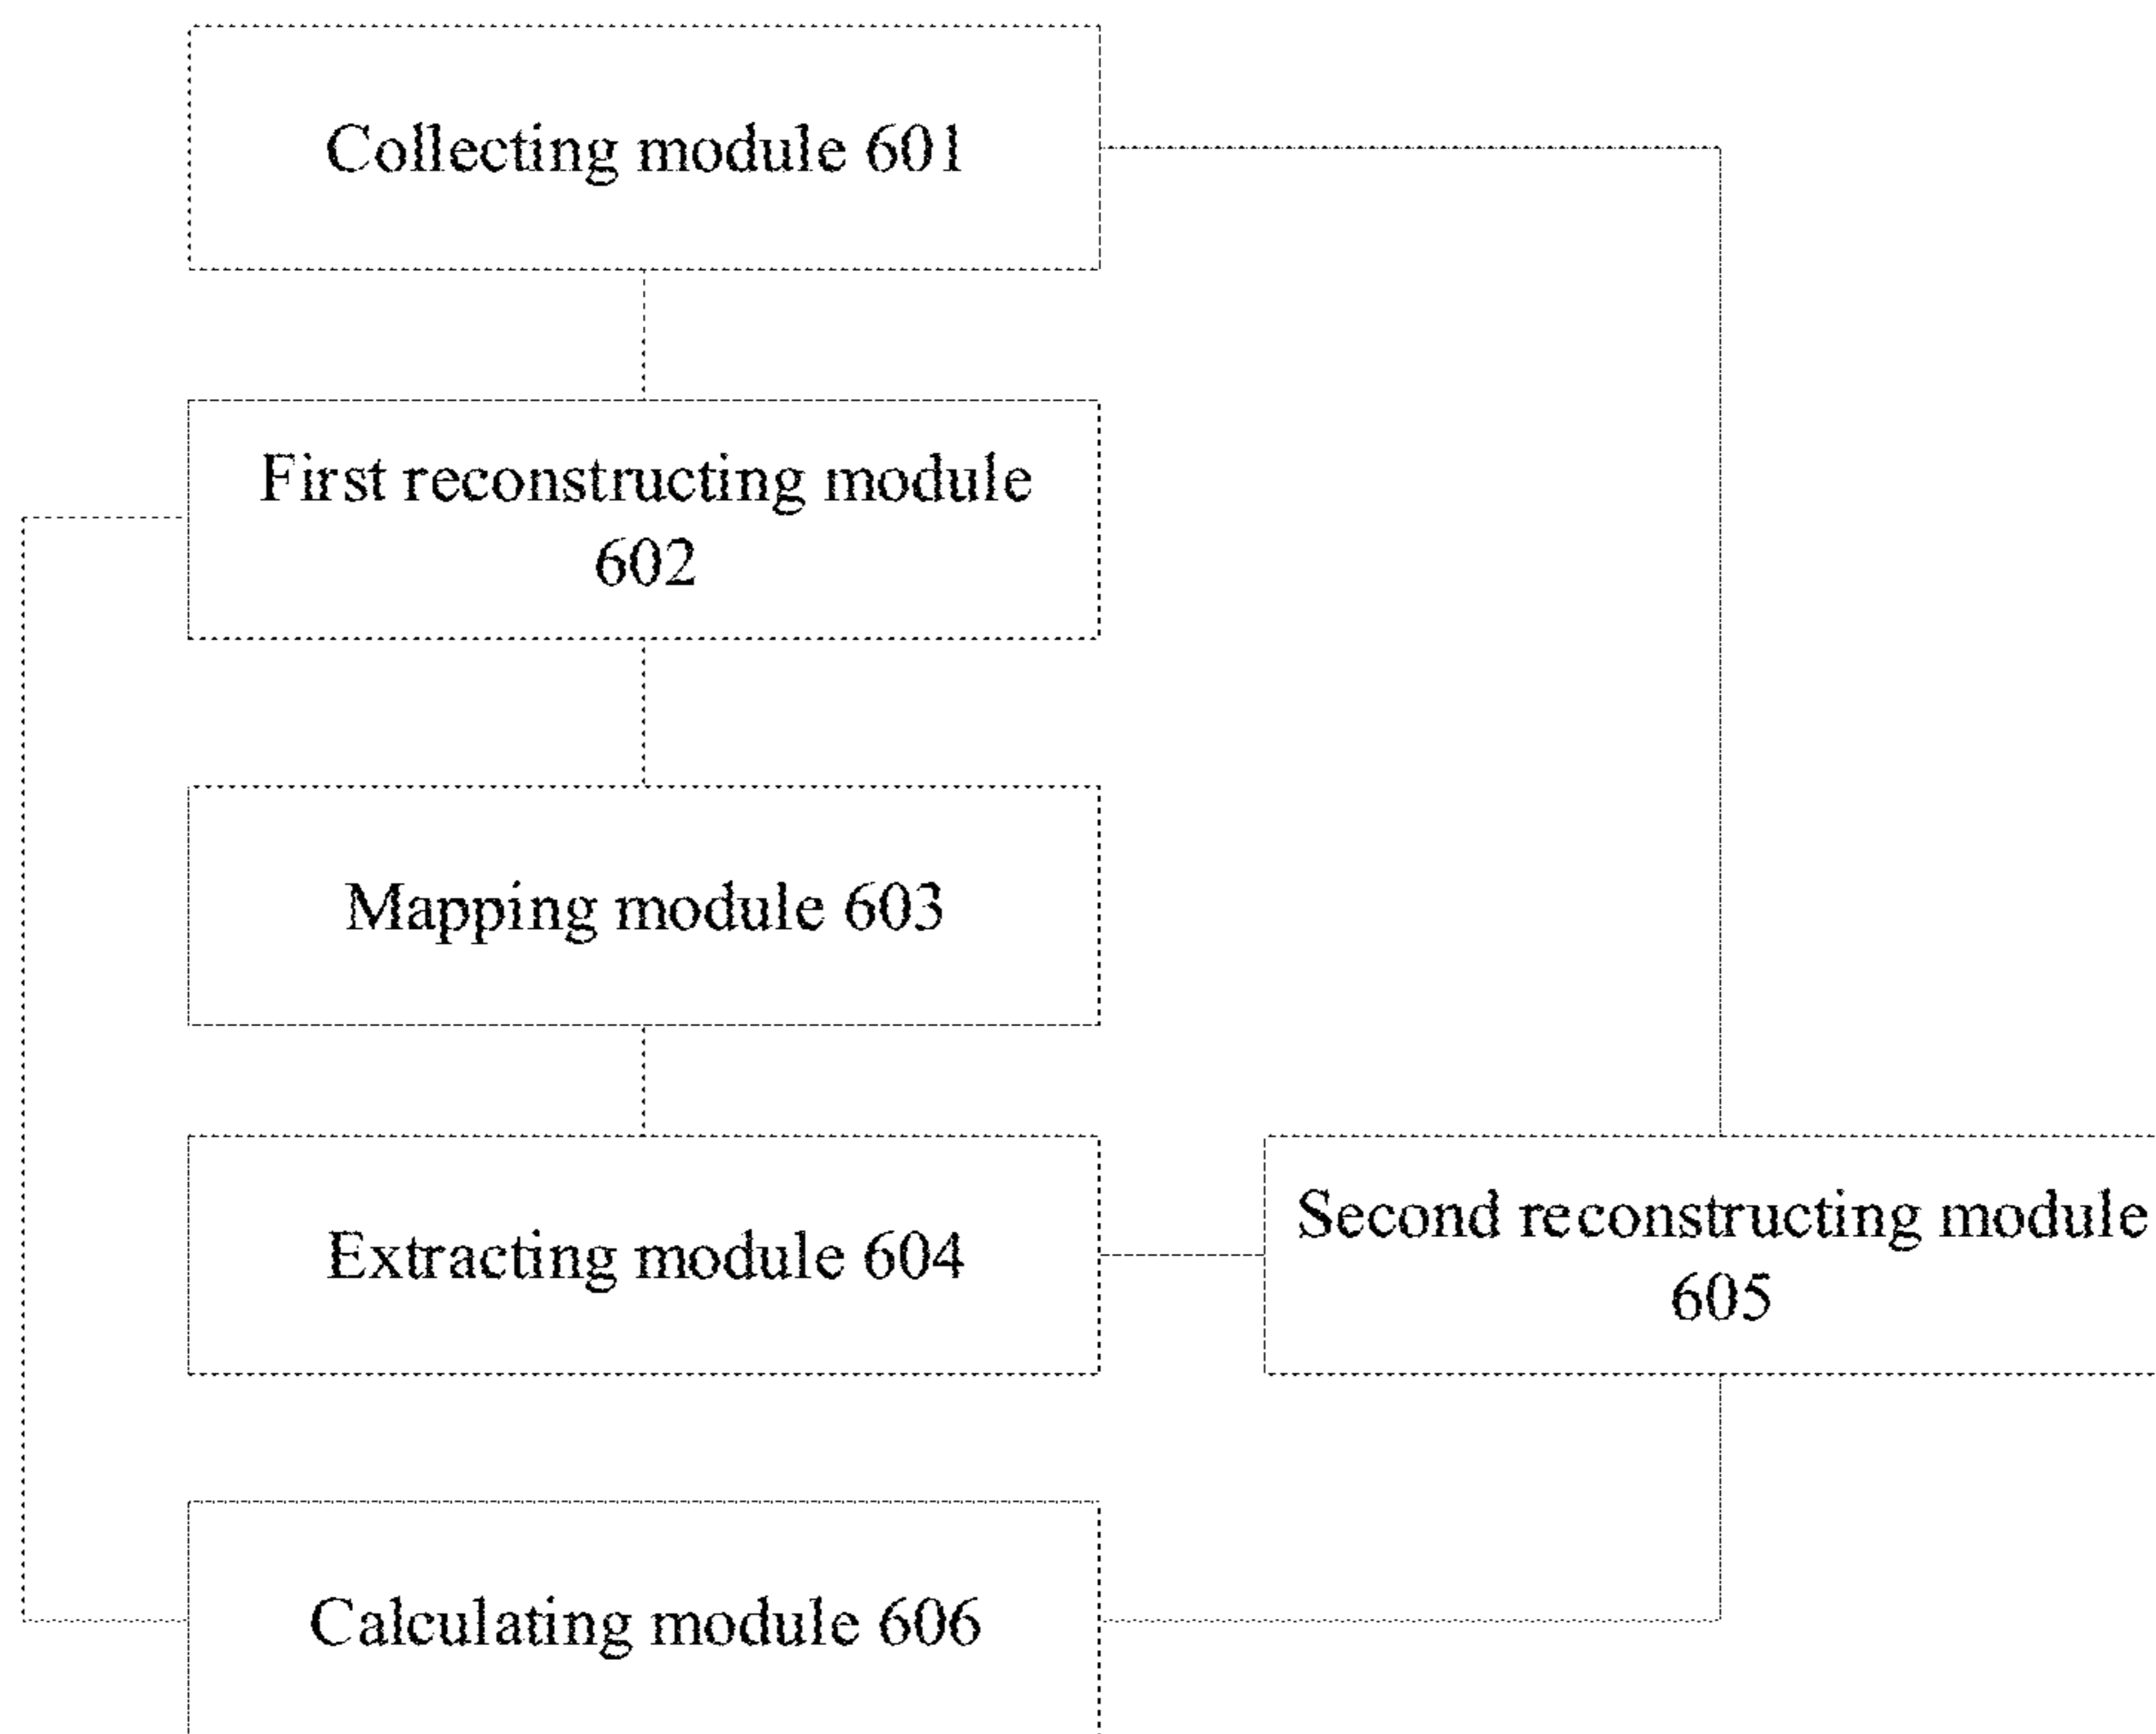 Collecting module 601
First reconstructing module
602
Mapping module 603
Extracting module 604
Second reconstructing module
605
Calculating module 606